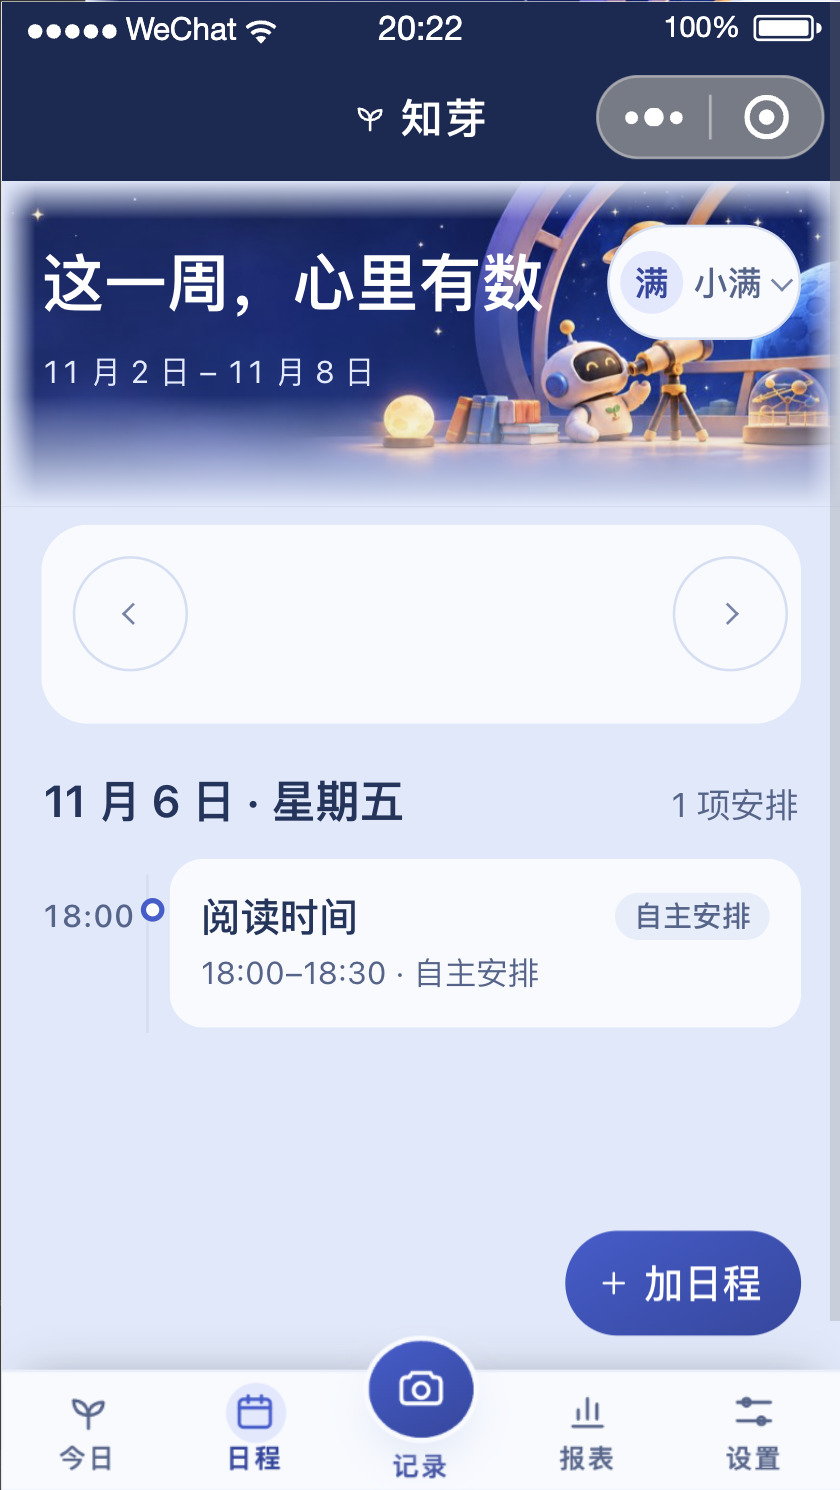 WeChat 20:22 100%
知芽
这一周，心里有数
满 小满
11 月 2 日 – 11 月 8 日
11 月 6 日 · 星期五
1 项安排
18:00
阅读时间
自主安排
18:00–18:30 · 自主安排
+ 加日程
今日
日程
记录
报表
设置